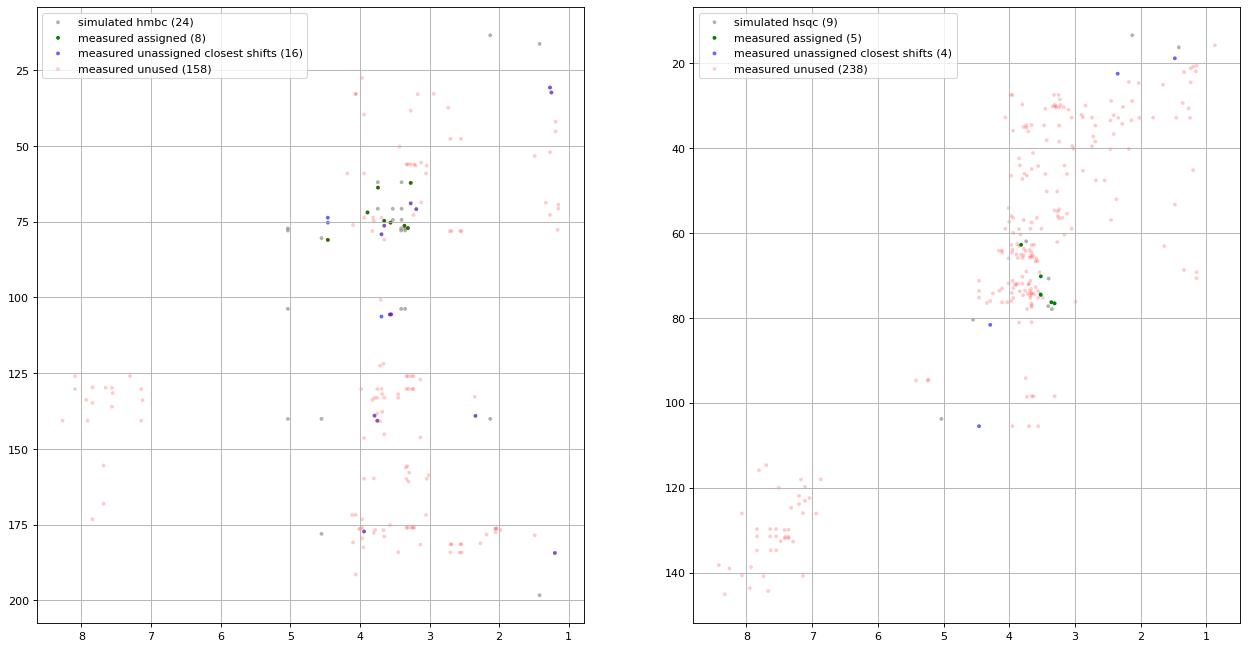 simulated hmbc (24)
measured assigned (8)
measured unassigned closest shifts (16)
measured unused (158)
25
50
75
100
125
150
175
200
8 7 6 5 4 3 2 1
simulated hsqc (9)
measured assigned (5)
measured unassigned closest shifts (4)
measured unused (238)
20
40
60
80
100
120
140
8 7 6 5 4 3 2 1